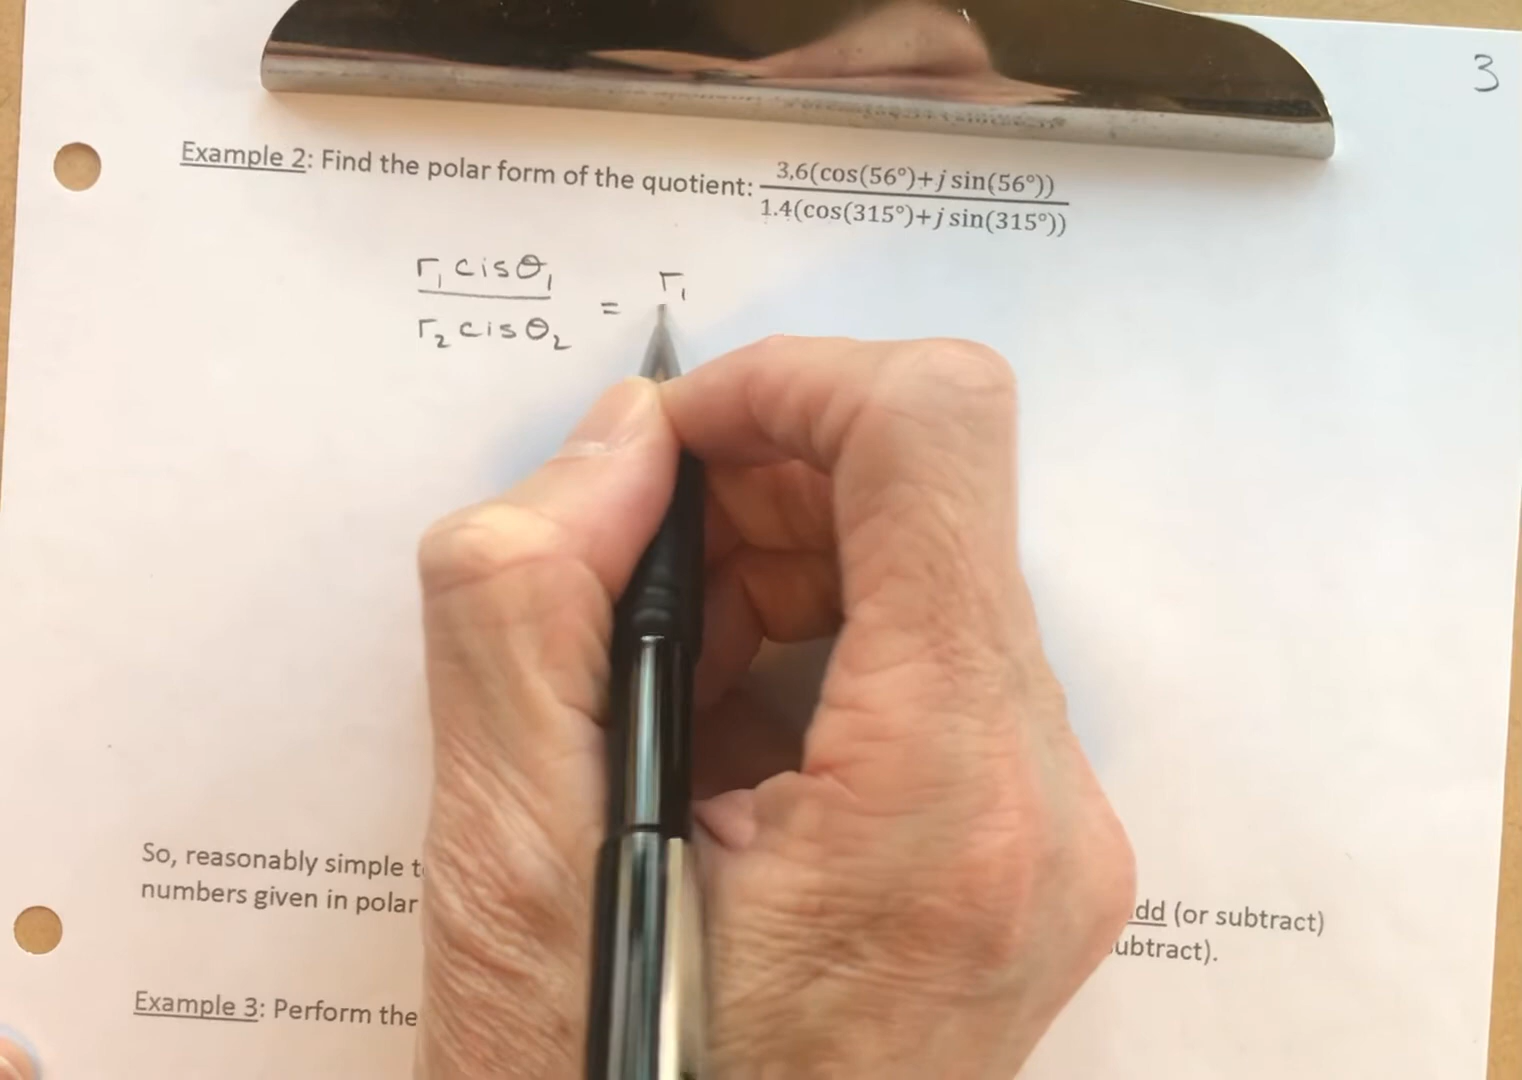 3
Example 2: Find the polar form of the quotient: 3,6(cos(56°)+j sin(56°))
1.4(cos(315°)+j sin(315°))
r₁ cis θ₁
= r₁
r₂ cis θ₂
So, reasonably simple
numbers given in polar
(or subtract)
Example 3: Perform the